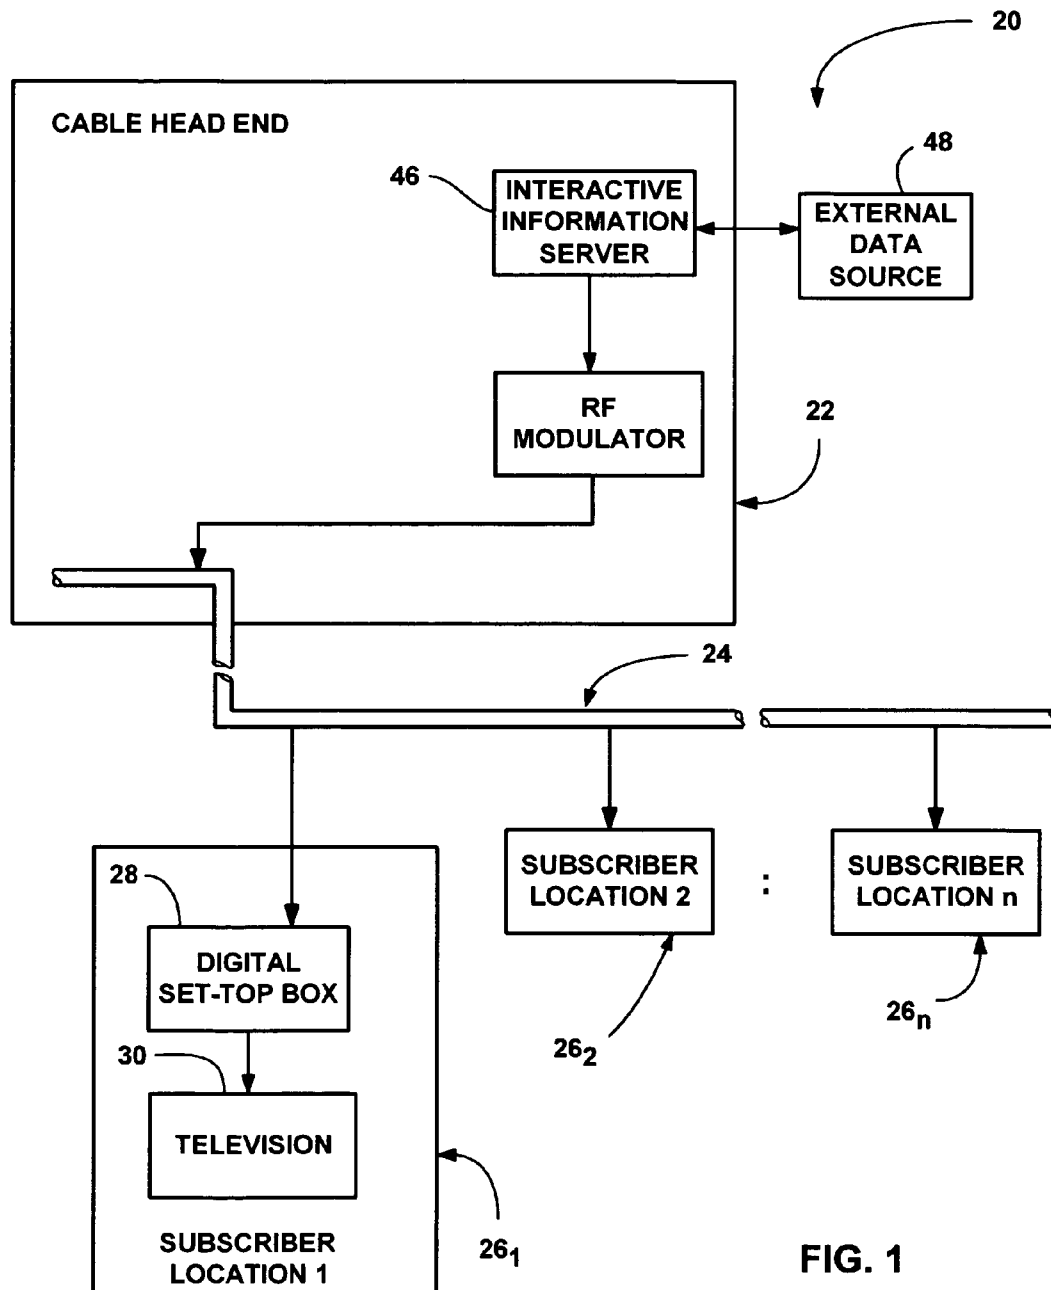 20
CABLE HEAD END
46
INTERACTIVE
INFORMATION
SERVER
48
EXTERNAL
DATA
SOURCE
RF
MODULATOR
22
24
28
DIGITAL
SET-TOP BOX
30
TELEVISION
SUBSCRIBER
LOCATION 1
26₁
SUBSCRIBER
LOCATION 2
26₂
:
SUBSCRIBER
LOCATION n
26ₙ
FIG. 1